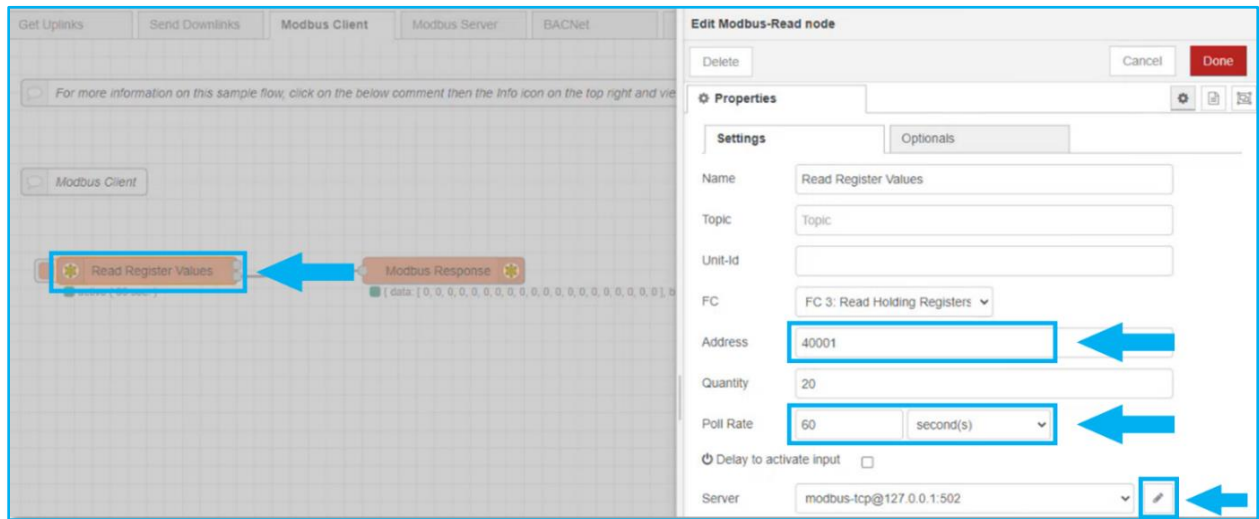 Get Uplinks Send Downlinks Modbus Client Modbus Server BACNet
For more information on this sample flow, click on the below comment then the Info icon on the top right and vie
Modbus Client
Read Register Values Modbus Response
[ data: [ 0, 0, 0, 0, 0, 0, 0, 0, 0, 0, 0, 0, 0, 0, 0, 0, 0, 0, 0, 0 ], b
Edit Modbus-Read node
Delete Cancel Done
Properties
Settings Optionals
Name Read Register Values
Topic Topic
Unit-Id
FC FC 3: Read Holding Registers
Address 40001
Quantity 20
Poll Rate 60 second(s)
Delay to activate input
Server modbus-tcp@127.0.0.1:502